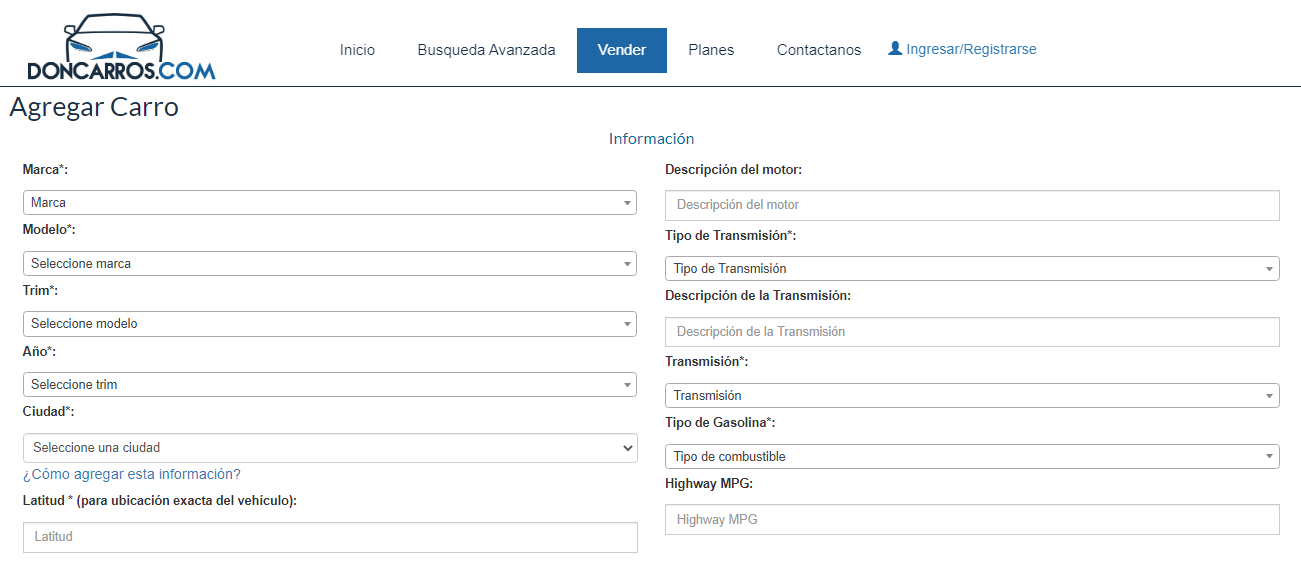 DONCARROS.COM
Inicio Busqueda Avanzada Vender Planes Contactanos Ingresar/Registrarse
Agregar Carro
Información
Marca*:
Marca
Modelo*:
Seleccione marca
Trim*:
Seleccione modelo
Año*:
Seleccione trim
Ciudad*:
Seleccione una ciudad
¿Cómo agregar esta información?
Latitud * (para ubicación exacta del vehículo):
Latitud
Descripción del motor:
Descripción del motor
Tipo de Transmisión*:
Tipo de Transmisión
Descripción de la Transmisión:
Descripción de la Transmisión
Transmisión*:
Transmisión
Tipo de Gasolina*:
Tipo de combustible
Highway MPG:
Highway MPG